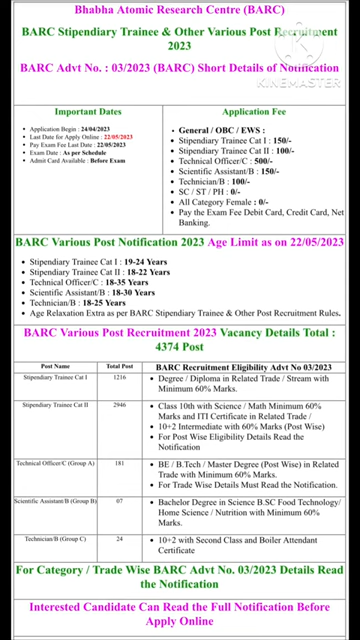 Bhabha Atomic Research Centre (BARC)
BARC Stipendiary Trainee & Other Various Post Recruitment
2023
BARC Advt No. : 03/2023 (BARC) Short Details of Notification
KINEMASTER
Important Dates
Application Begin : 24/04/2023
Last Date for Apply Online : 22/05/2023
Pay Exam Fee Last Date : 22/05/2023
Exam Date : As per Schedule
Admit Card Available : Before Exam
Application Fee
General / OBC / EWS :
Stipendiary Trainee Cat I : 150/-
Stipendiary Trainee Cat II : 100/-
Technical Officer/C : 500/-
Scientific Assistant/B : 150/-
Technician/B : 100/-
SC / ST / PH : 0/-
All Category Female : 0/-
Pay the Exam Fee Debit Card, Credit Card, Net
Banking.
BARC Various Post Notification 2023 Age Limit as on 22/05/2023
Stipendiary Trainee Cat I : 19-24 Years
Stipendiary Trainee Cat II : 18-22 Years
Technical Officer/C : 18-35 Years
Scientific Assistant/B : 18-30 Years
Technician/B : 18-25 Years
Age Relaxation Extra as per BARC Stipendiary Trainee & Other Post Recruitment Rules.
BARC Various Post Recruitment 2023 Vacancy Details Total :
4374 Post
Post Name Total Post BARC Recruitment Eligibility Advt No 03/2023
Stipendiary Trainee Cat I 1216
Degree / Diploma in Related Trade / Stream with
Minimum 60% Marks.
Stipendiary Trainee Cat II 2946
Class 10th with Science / Math Minimum 60%
Marks and ITI Certificate in Related Trade /
10+2 Intermediate with 60% Marks (Post Wise)
For Post Wise Eligibility Details Read the
Notification
Technical Officer/C (Group A) 181
BE / B.Tech / Master Degree (Post Wise) in Related
Trade with Minimum 60% Marks.
For Trade Wise Details Must Read the Notification.
Scientific Assistant/B (Group B) 07
Bachelor Degree in Science B.SC Food Technology/
Home Science / Nutrition with Minimum 60%
Marks.
Technician/B (Group C) 24
10+2 with Second Class and Boiler Attendant
Certificate
For Category / Trade Wise BARC Advt No. 03/2023 Details Read
the Notification
Interested Candidate Can Read the Full Notification Before
Apply Online